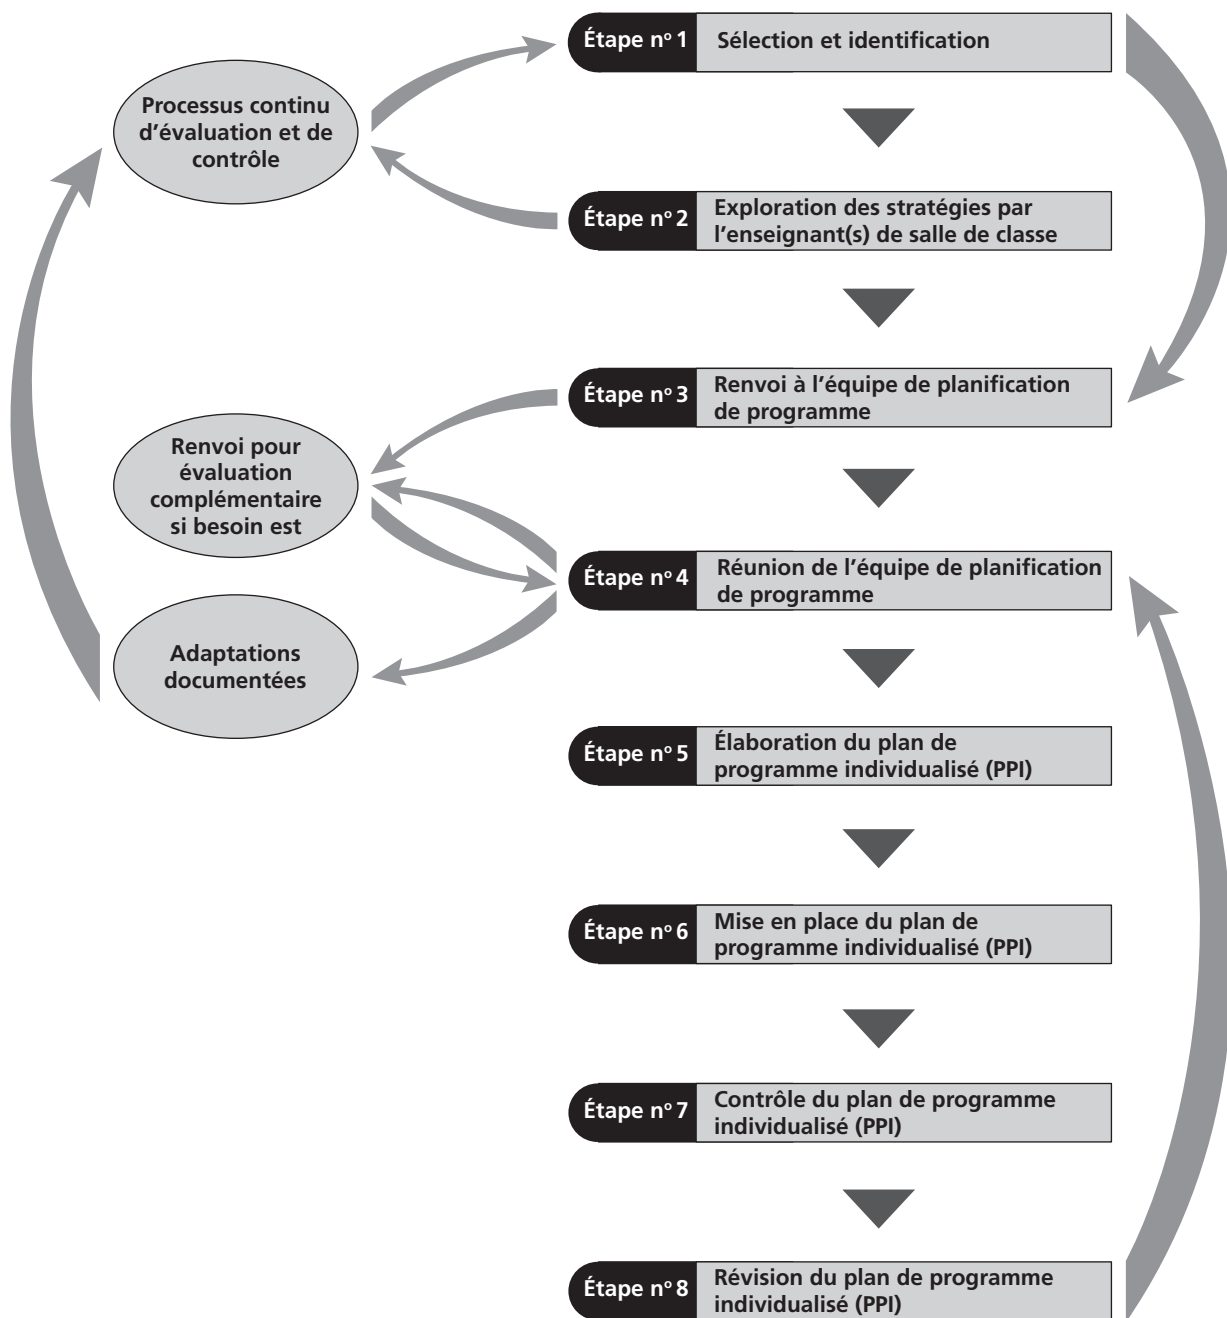 Étape nº 1 Sélection et identification
Processus continu
d'évaluation et de
contrôle
Étape nº 2 Exploration des stratégies par
l'enseignant(s) de salle de classe
Étape nº 3 Renvoi à l'équipe de planification
de programme
Renvoi pour
évaluation
complémentaire
si besoin est
Étape nº 4 Réunion de l'équipe de planification
de programme
Adaptations
documentées
Étape nº 5 Élaboration du plan de
programme individualisé (PPI)
Étape nº 6 Mise en place du plan de
programme individualisé (PPI)
Étape nº 7 Contrôle du plan de programme
individualisé (PPI)
Étape nº 8 Révision du plan de programme
individualisé (PPI)